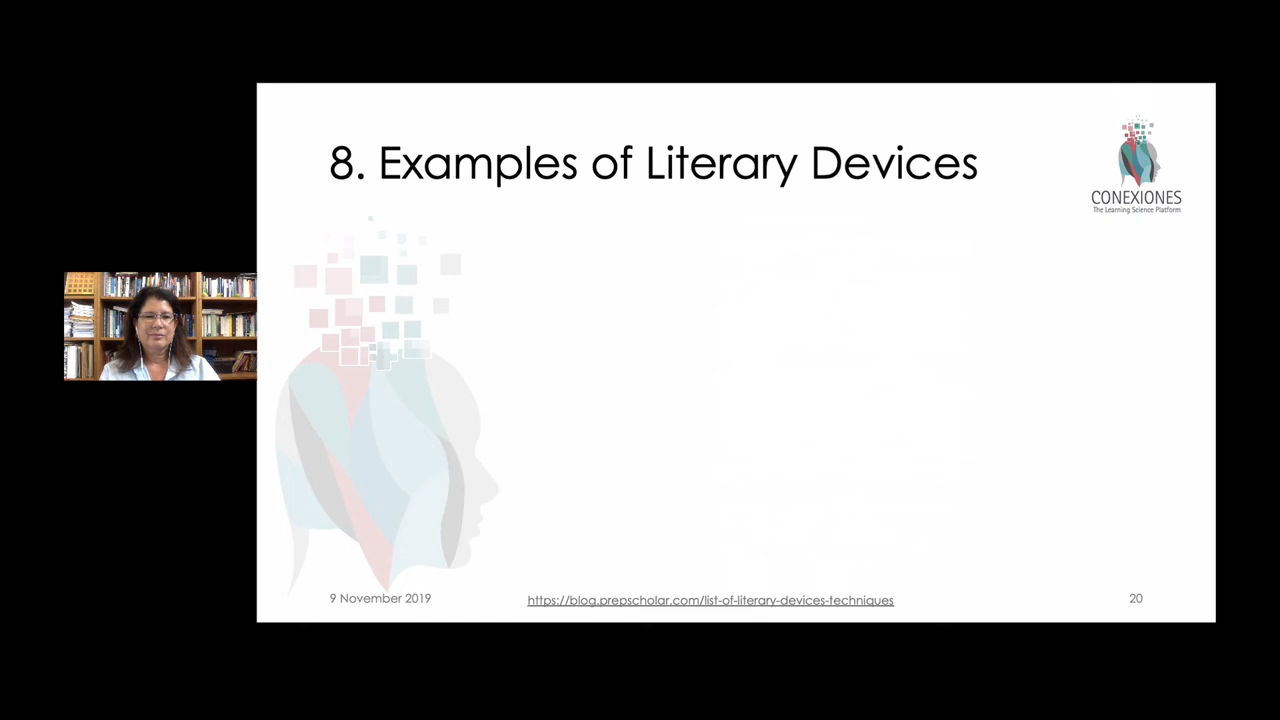 8. Examples of Literary Devices
CONEXIONES
The Learning Science Platform
9 November 2019
https://blog.prepscholar.com/list-of-literary-devices-techniques
20